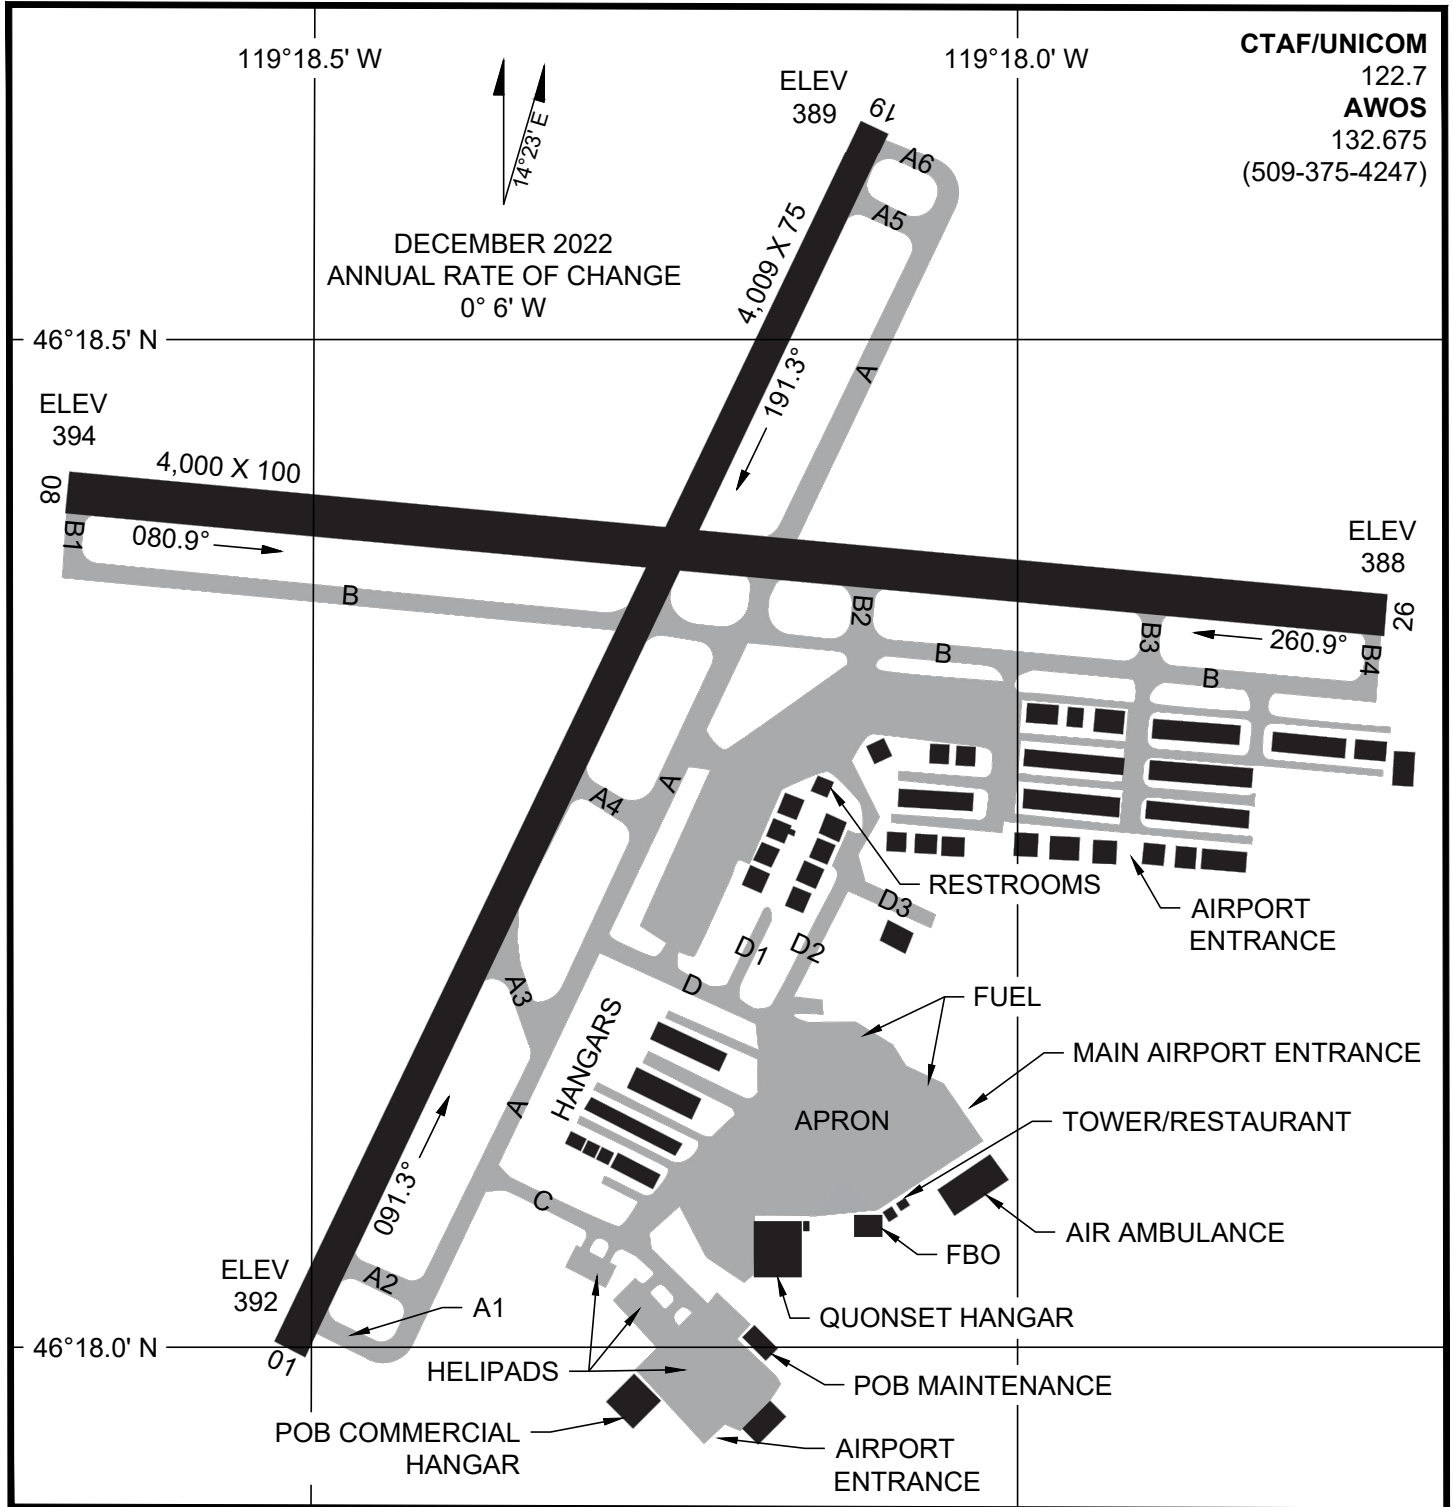 119°18.5' W
119°18.0' W
CTAF/UNICOM
122.7
AWOS
132.675
(509-375-4247)
ELEV
389
19
14°23' E
A6
A5
DECEMBER 2022
ANNUAL RATE OF CHANGE
0° 6' W
4,009 X 75
46°18.5' N
191.3°
A
ELEV
394
08
4,000 X 100
B1
080.9°
B
ELEV
388
26
B2
B
B3
260.9°
B4
B
A
A4
RESTROOMS
D3
AIRPORT
ENTRANCE
D1
D2
D
A3
FUEL
HANGARS
MAIN AIRPORT ENTRANCE
A
APRON
TOWER/RESTAURANT
091.3°
C
AIR AMBULANCE
FBO
ELEV
392
A2
A1
QUONSET HANGAR
46°18.0' N
01
HELIPADS
POB MAINTENANCE
POB COMMERCIAL
HANGAR
AIRPORT
ENTRANCE